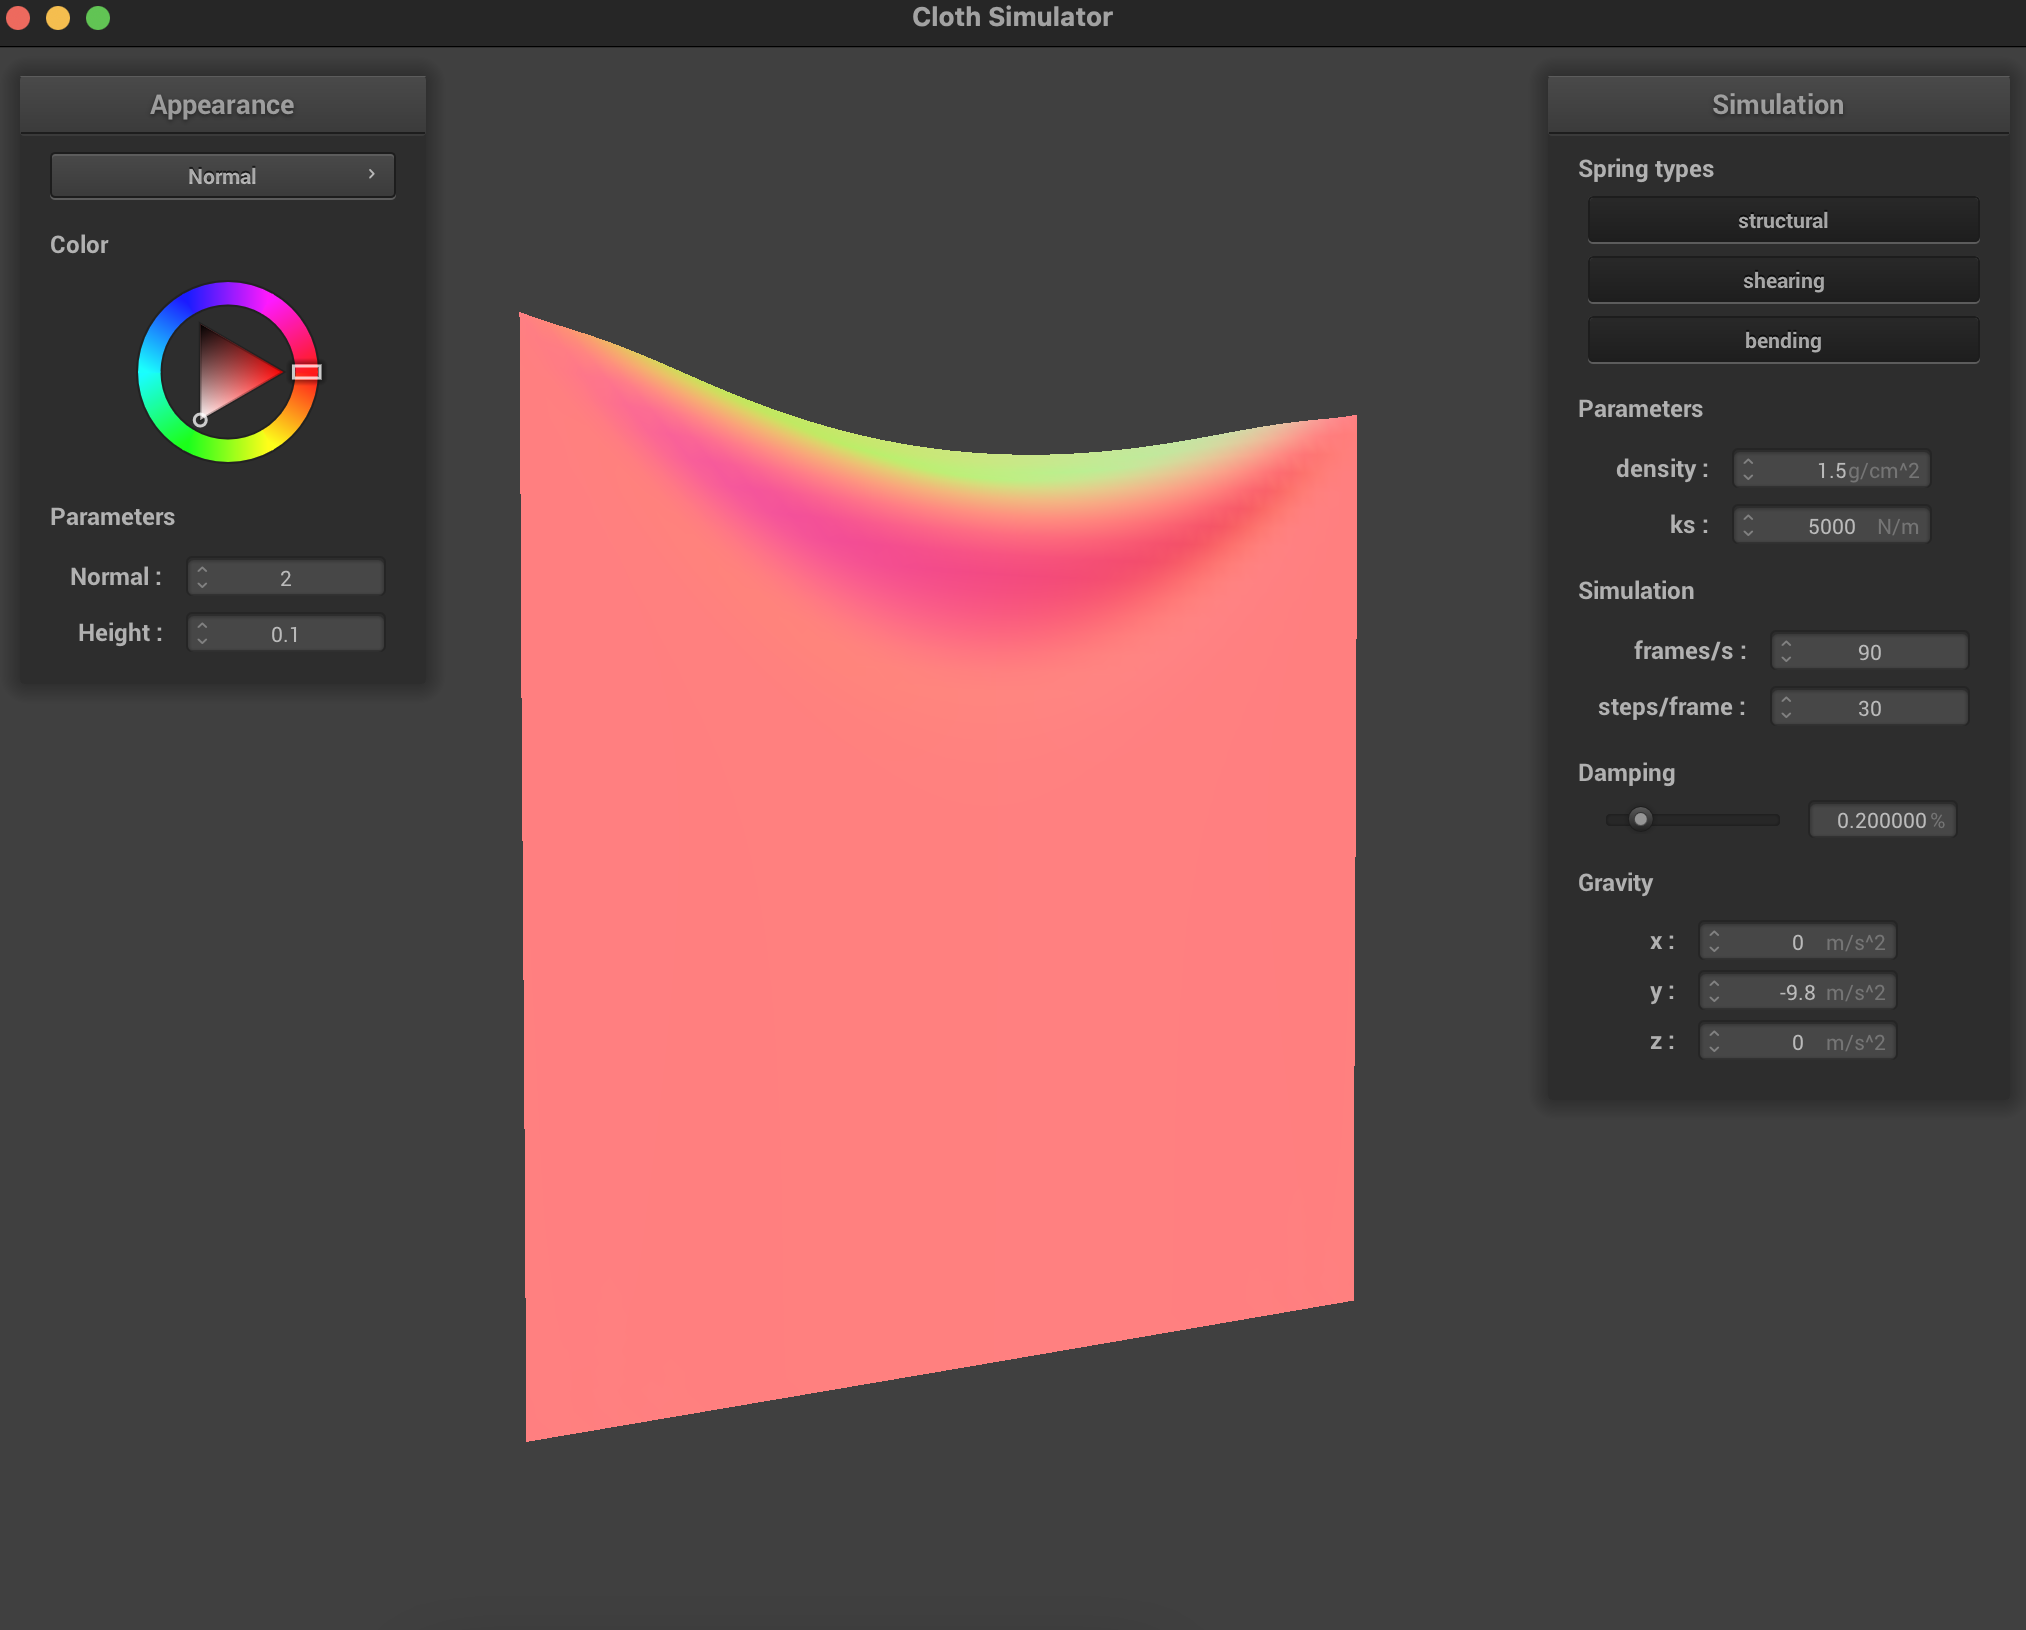 Cloth Simulator
Appearance
Normal
Color
Parameters
Normal : 2
Height : 0.1
Simulation
Spring types
structural
shearing
bending
Parameters
density : 1.5g/cm^2
ks : 5000 N/m
Simulation
frames/s : 90
steps/frame : 30
Damping
0.200000%
Gravity
x : 0 m/s^2
y : -9.8 m/s^2
z : 0 m/s^2